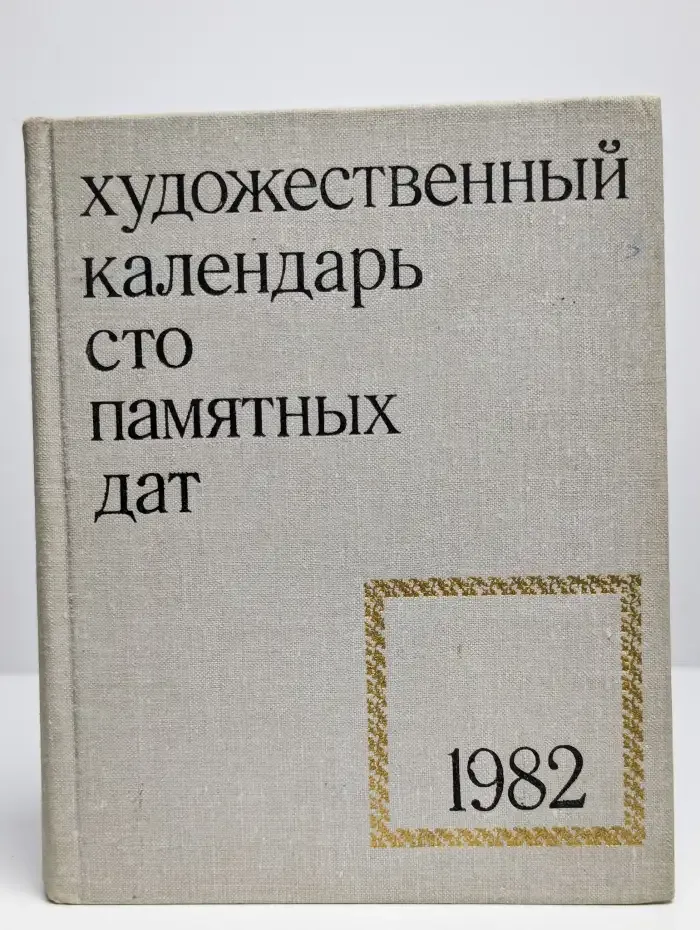 художественный
календарь
сто
памятных
дат
1982